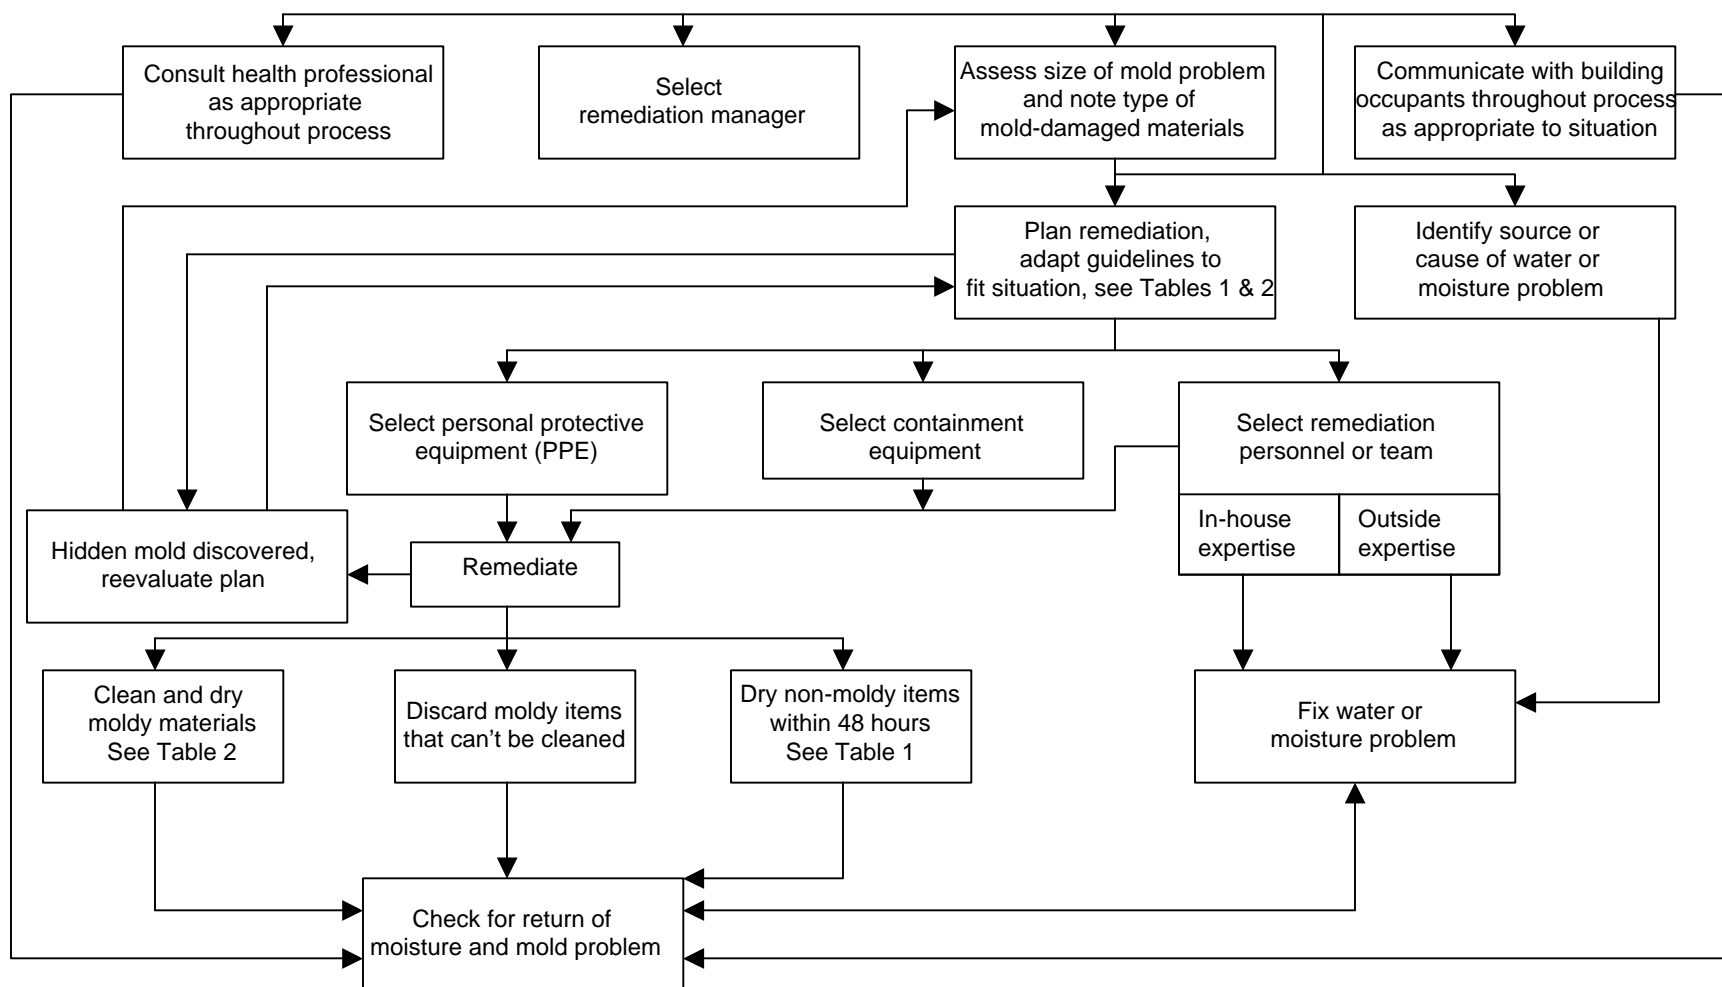 Consult health professional
as appropriate
throughout process
Select
remediation manager
Assess size of mold problem
and note type of
mold-damaged materials
Communicate with building
occupants throughout process
as appropriate to situation
Plan remediation,
adapt guidelines to
fit situation, see Tables 1 & 2
Identify source or
cause of water or
moisture problem
Select personal protective
equipment (PPE)
Select containment
equipment
Select remediation
personnel or team
In-house
expertise
Outside
expertise
Hidden mold discovered,
reevaluate plan
Remediate
Clean and dry
moldy materials
See Table 2
Discard moldy items
that can’t be cleaned
Dry non-moldy items
within 48 hours
See Table 1
Fix water or
moisture problem
Check for return of
moisture and mold problem